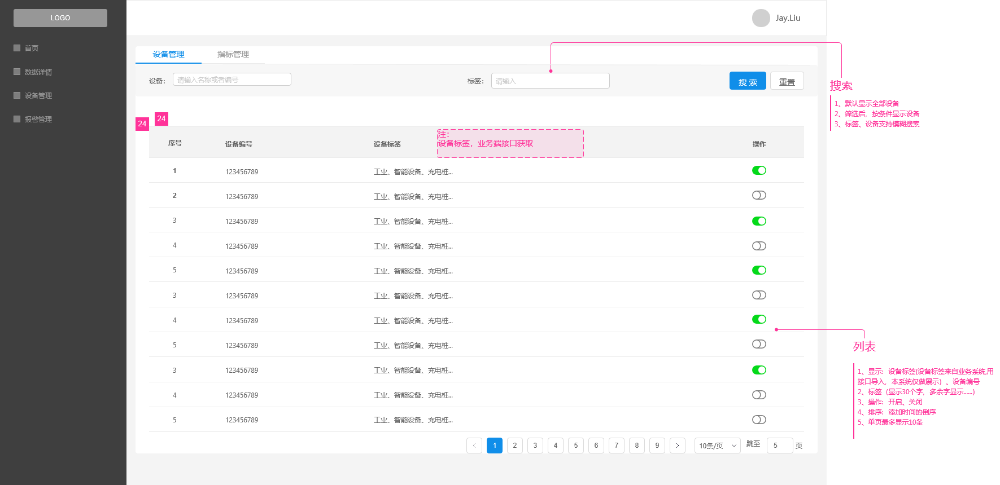 LOGO
Jay.Liu
首页
数据详情
设备管理
报警管理
设备管理 指标管理
设备： 请输入名称或者编号 标签： 请输入 搜 索 重置
搜索
1、默认显示全部设备
2、筛选后，按条件显示设备
3、标签、设备支持模糊搜索
24 24
注：
设备标签，业务端接口获取
序号 设备编号 设备标签 操作
1 123456789 工业、智能设备、充电桩...
2 123456789 工业、智能设备、充电桩...
3 123456789 工业、智能设备、充电桩...
4 123456789 工业、智能设备、充电桩...
5 123456789 工业、智能设备、充电桩...
3 123456789 工业、智能设备、充电桩...
4 123456789 工业、智能设备、充电桩...
5 123456789 工业、智能设备、充电桩...
3 123456789 工业、智能设备、充电桩...
4 123456789 工业、智能设备、充电桩...
5 123456789 工业、智能设备、充电桩...
列表
1、显示：设备标签(设备标签来自业务系统,用
接口导入，本系统仅做展示）、设备编号
2、标签（显示30个字，多余字显示......)
3、操作：开启、关闭
4、排序：添加时间的倒序
5、单页最多显示10条
< 1 2 3 4 5 6 7 8 9 > 10条/页 跳至 5 页